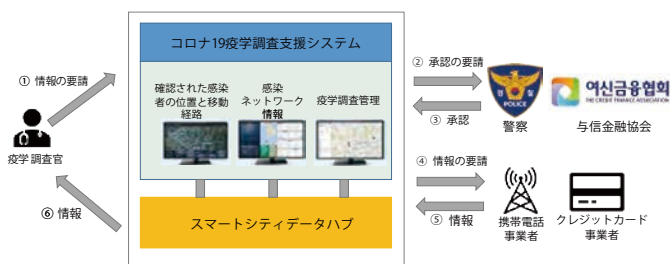 コロナ19疫学調査支援システム
① 情報の要請
確認された感染
者の位置と移動
経路
感染
ネットワーク
情報
疫学調査管理
疫学調査官
⑥ 情報
スマートシティデータハブ
② 承認の要請
③ 承認
경찰
POLICE
警察
여신금융협회
THE CREDIT FINANCE ASSOCIATION
与信金融協会
④ 情報の要請
⑤ 情報
携帯電話
事業者
クレジットカード
事業者